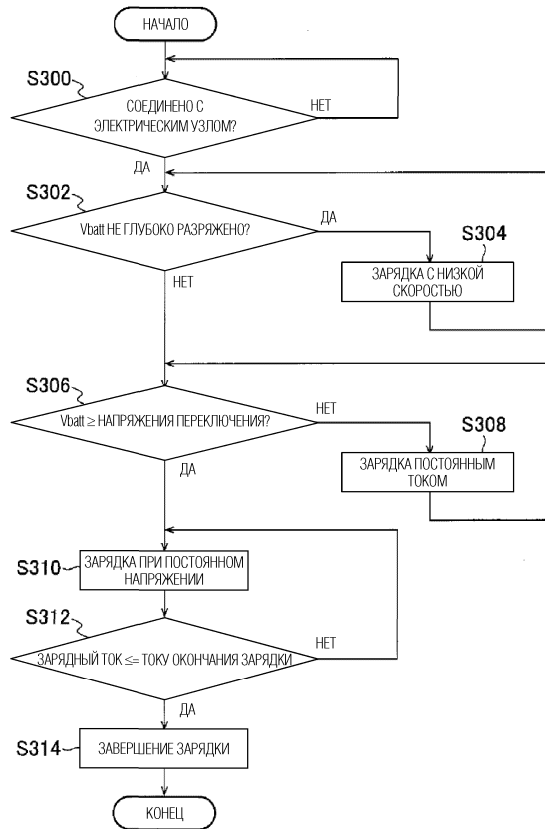 НАЧАЛО
S300
СОЕДИНЕНО С
ЭЛЕКТРИЧЕСКИМ УЗЛОМ?
НЕТ
ДА
S302
Vbatt НЕ ГЛУБОКО РАЗРЯЖЕНО?
ДА
S304
ЗАРЯДКА С НИЗКОЙ
СКОРОСТЬЮ
НЕТ
S306
Vbatt ≥ НАПРЯЖЕНИЯ ПЕРЕКЛЮЧЕНИЯ?
НЕТ
S308
ЗАРЯДКА ПОСТОЯННЫМ
ТОКОМ
ДА
S310
ЗАРЯДКА ПРИ ПОСТОЯННОМ
НАПРЯЖЕНИИ
S312
ЗАРЯДНЫЙ ТОК ≤= ТОКУ ОКОНЧАНИЯ ЗАРЯДКИ
НЕТ
ДА
S314
ЗАВЕРШЕНИЕ ЗАРЯДКИ
КОНЕЦ